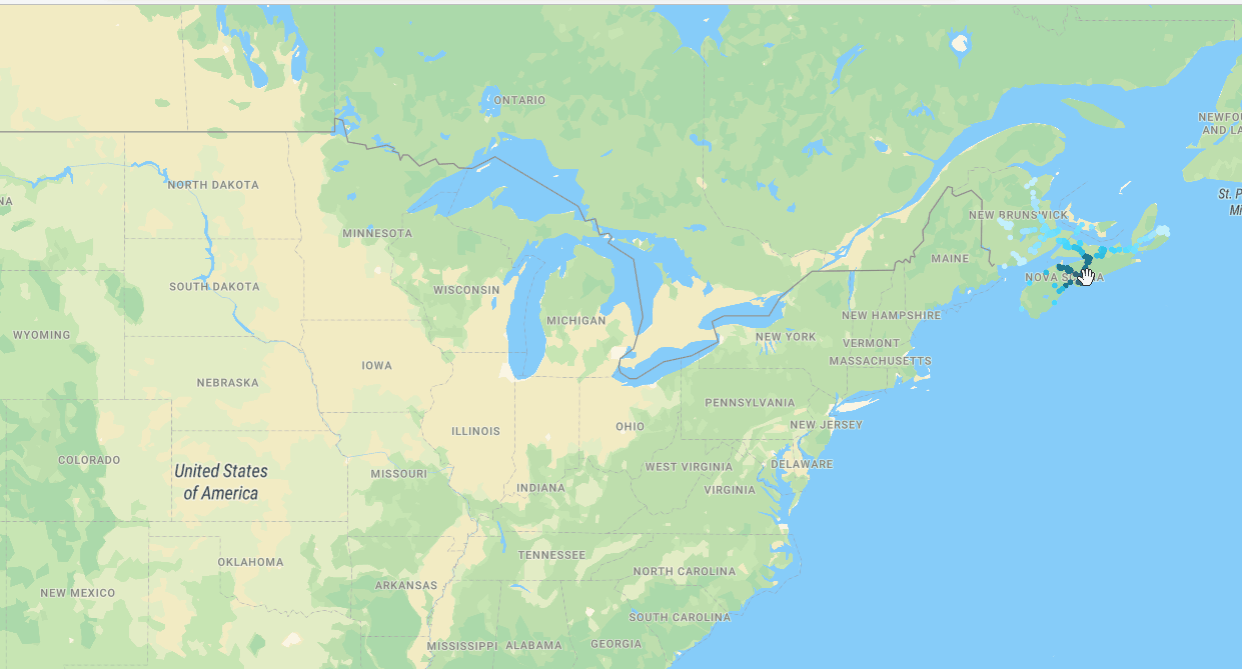 ONTARIO
NEWFOU
AND LA
NORTH DAKOTA
NA
St. P
Mi
NEW BRUNSWICK
MINNESOTA
MAINE
NOVA SCOTIA
SOUTH DAKOTA
WISCONSIN
MICHIGAN
NEW HAMPSHIRE
WYOMING
NEW YORK
VERMONT
MASSACHUSETTS
IOWA
NEBRASKA
PENNSYLVANIA
NEW JERSEY
ILLINOIS
OHIO
COLORADO
United States
of America
MISSOURI
WEST VIRGINIA
DELAWARE
INDIANA
VIRGINIA
TENNESSEE
OKLAHOMA
NORTH CAROLINA
ARKANSAS
NEW MEXICO
SOUTH CAROLINA
MISSISSIPPI
ALABAMA
GEORGIA